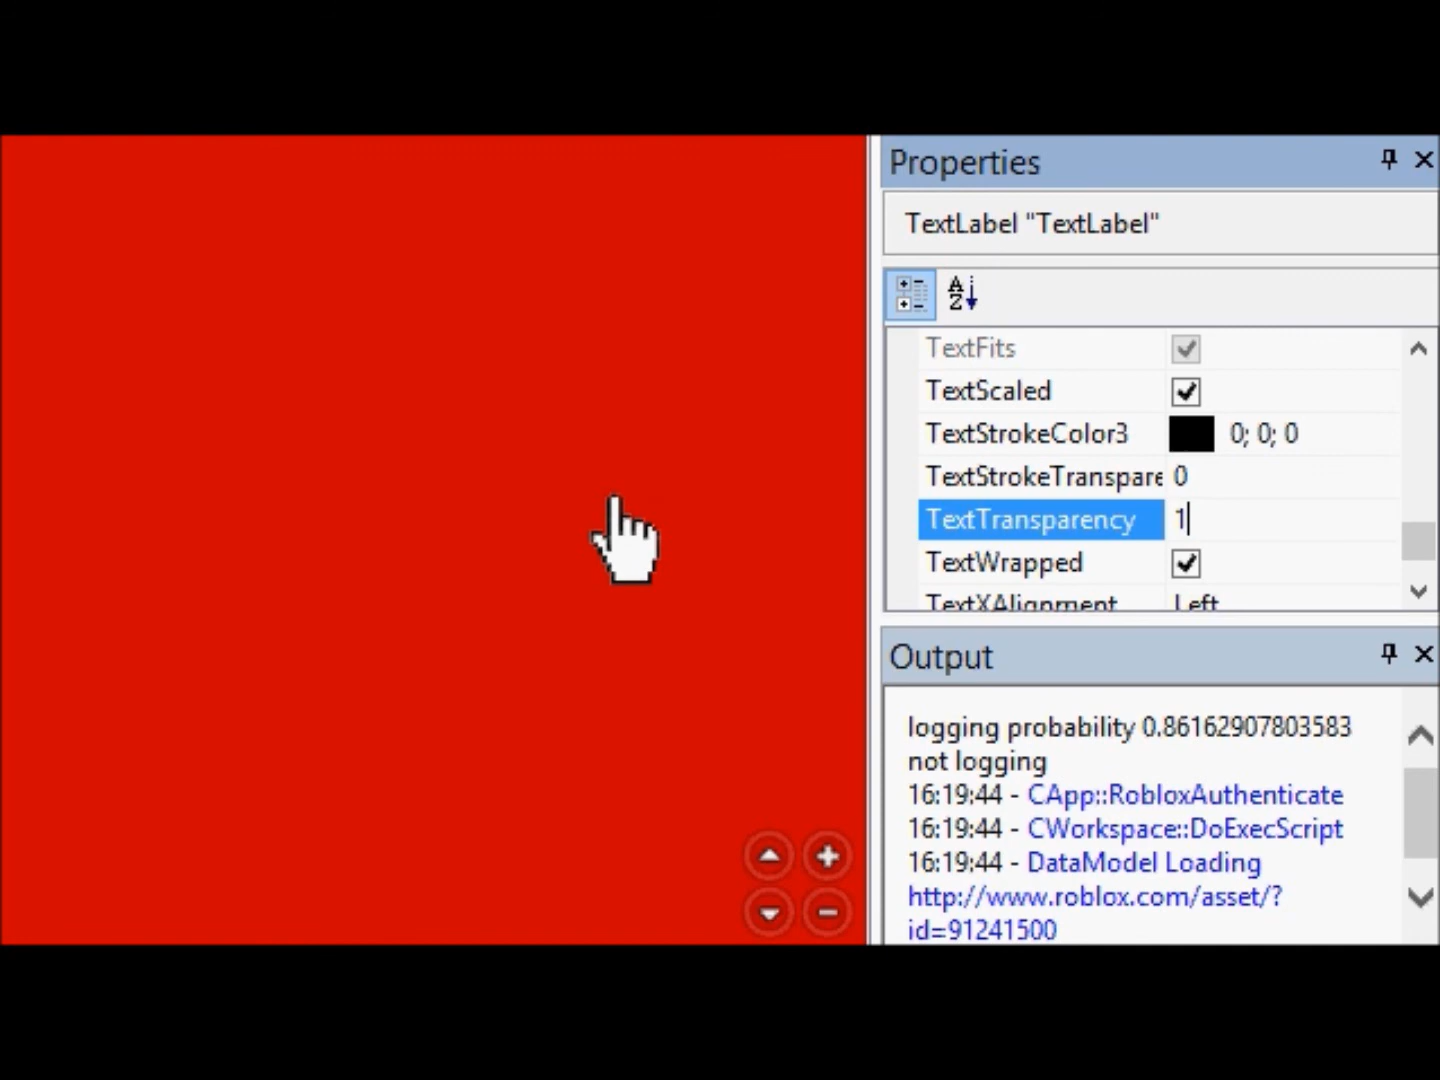 Properties
TextLabel "TextLabel"
TextFits
TextScaled
TextStrokeColor3 0; 0; 0
TextStrokeTranspare 0
TextTransparency 1
TextWrapped
TextXAlignment Left
Output
logging probability 0.86162907803583
not logging
16:19:44 - CApp::RobloxAuthenticate
16:19:44 - CWorkspace::DoExecScript
16:19:44 - DataModel Loading
http://www.roblox.com/asset/?
id=91241500